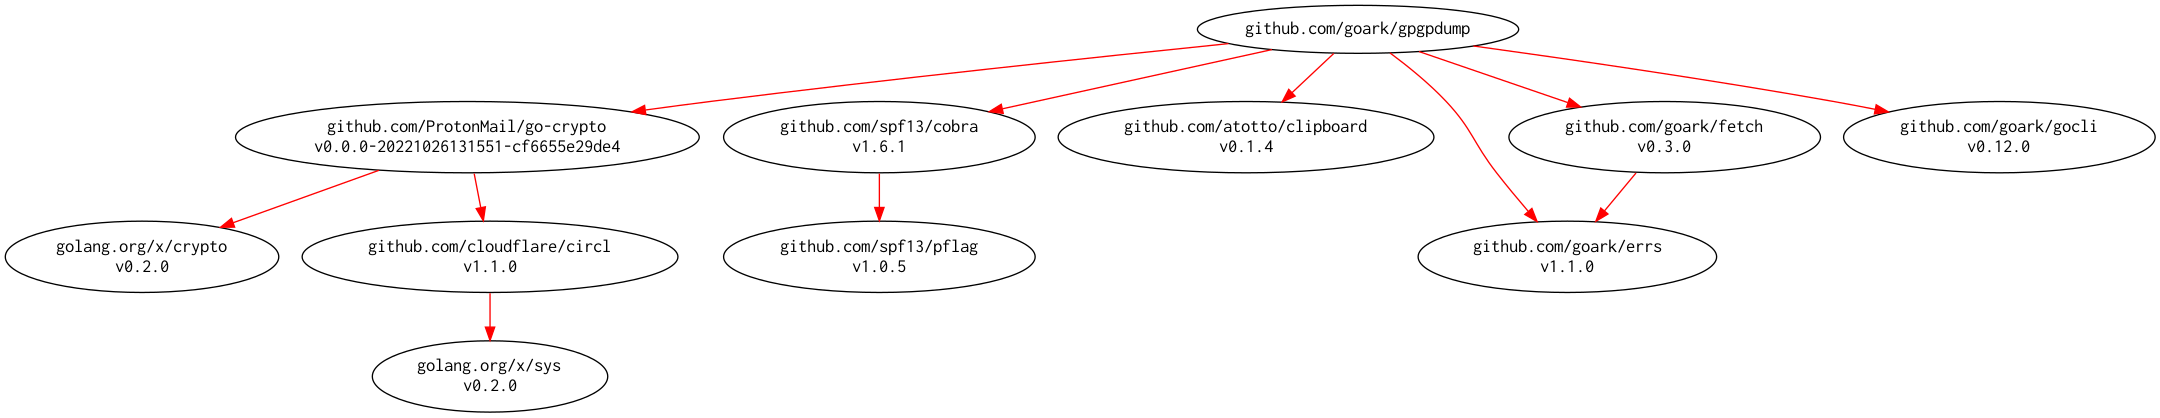 github.com/goark/gpgpdump
github.com/ProtonMail/go-crypto
v0.0.0-20221026131551-cf6655e29de4
github.com/spf13/cobra
v1.6.1
github.com/atotto/clipboard
v0.1.4
github.com/goark/fetch
v0.3.0
github.com/goark/gocli
v0.12.0
golang.org/x/crypto
v0.2.0
github.com/cloudflare/circl
v1.1.0
github.com/spf13/pflag
v1.0.5
github.com/goark/errs
v1.1.0
golang.org/x/sys
v0.2.0